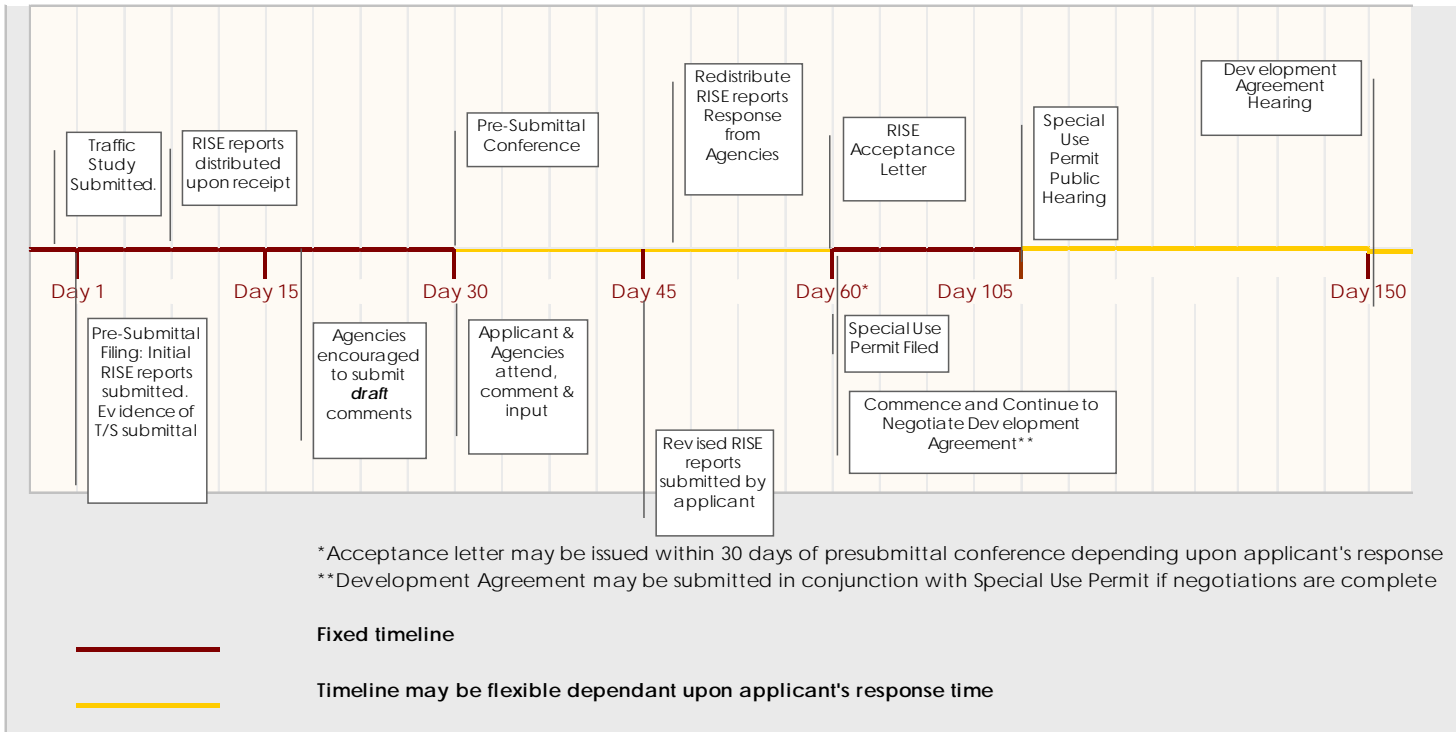 Traffic
Study
Submitted.
RISE reports
distributed
upon receipt
Pre-Submittal
Conference
Redistribute
RISE reports
Response
from
Agencies
RISE
Acceptance
Letter
Special
Use
Permit
Public
Hearing
Development
Agreement
Hearing
Day 1
Day 15
Day 30
Day 45
Day 60*
Day 105
Day 150
Pre-Submittal
Filing: Initial
RISE reports
submitted.
Evidence of
T/S submittal
Agencies
encouraged
to submit
draft
comments
Applicant &
Agencies
attend,
comment &
input
Revised RISE
reports
submitted by
applicant
Special Use
Permit Filed
Commence and Continue to
Negotiate Development
Agreement**
*Acceptance letter may be issued within 30 days of presubmittal conference depending upon applicant's response
**Development Agreement may be submitted in conjunction with Special Use Permit if negotiations are complete
Fixed timeline
Timeline may be flexible dependant upon applicant's response time